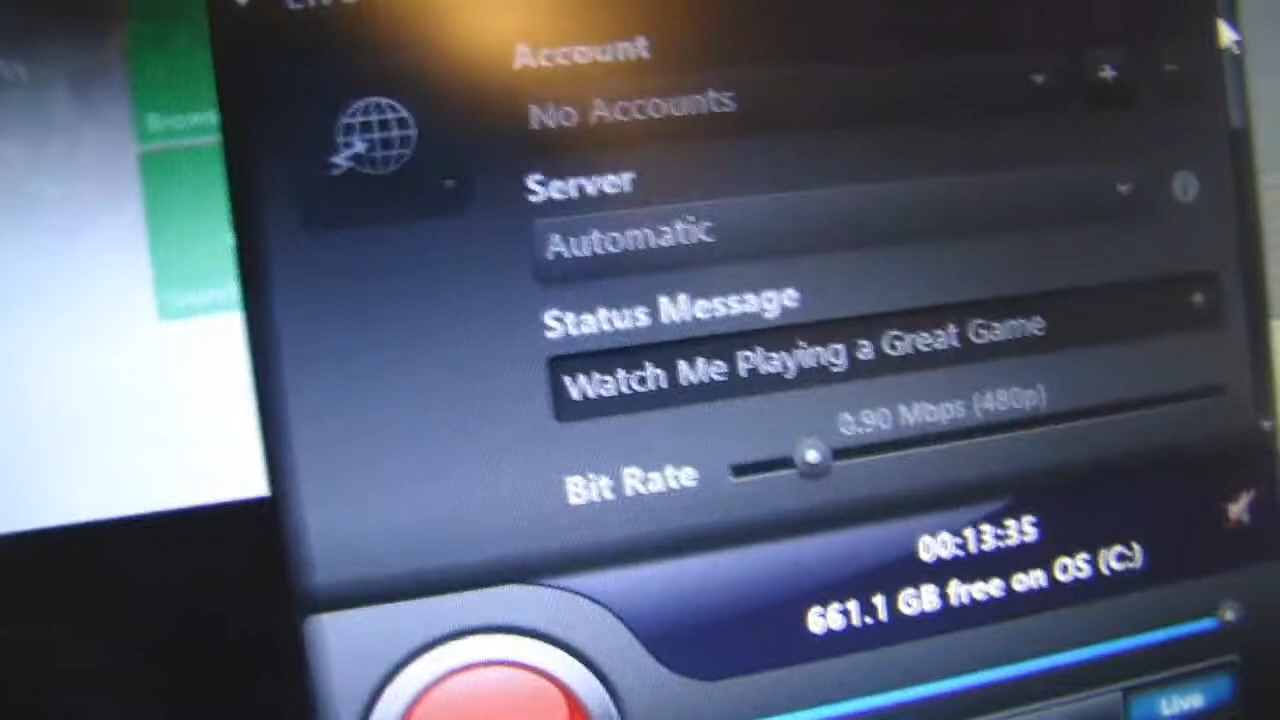 Account
No Accounts
Server
Automatic
Status Message
Watch Me Playing a Great Game
0.90 Mbps (480p)
Bit Rate
00:13:35
661.1 GB free on OS (C:)
Live